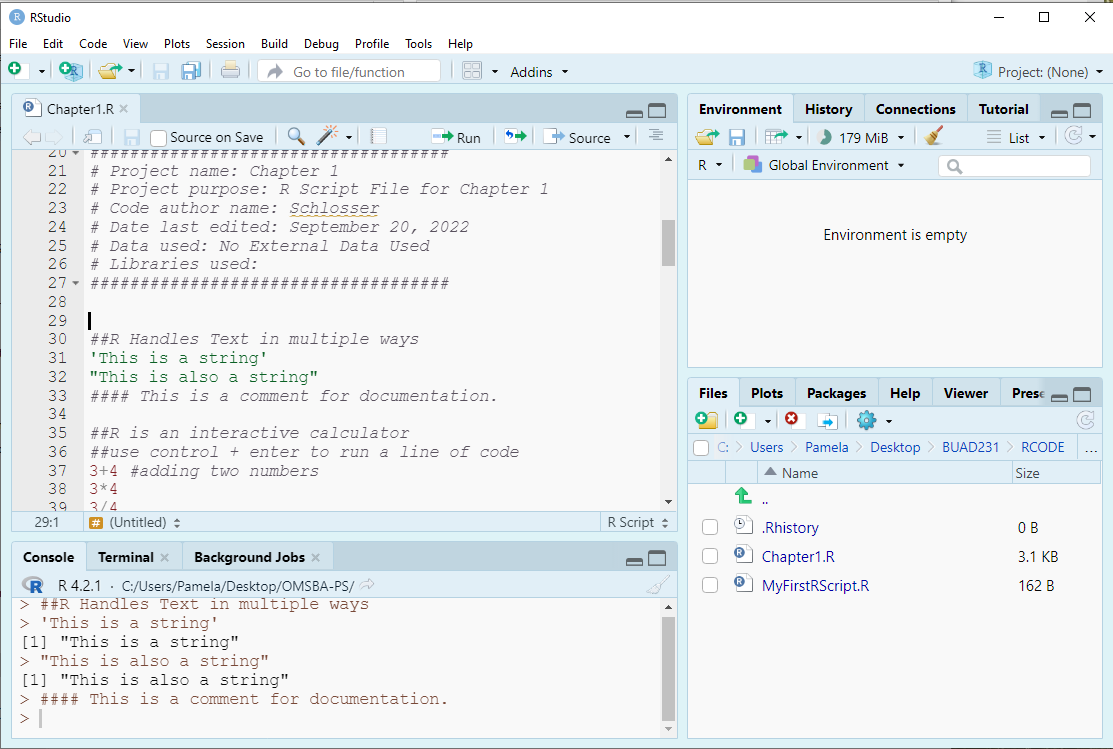 RStudio
File Edit Code View Plots Session Build Debug Profile Tools Help
Go to file/function Addins Project: (None)
Chapter1.R
Source on Save Run Source
20 ####################################
21 # Project name: Chapter 1
22 # Project purpose: R Script File for Chapter 1
23 # Code author name: Schlosser
24 # Date last edited: September 20, 2022
25 # Data used: No External Data Used
26 # Libraries used:
27 ####################################
28
29
30 ##R Handles Text in multiple ways
31 'This is a string'
32 "This is also a string"
33 #### This is a comment for documentation.
34
35 ##R is an interactive calculator
36 ##use control + enter to run a line of code
37 3+4 #adding two numbers
38 3*4
39 3/4
29:1 # (Untitled) R Script
Console Terminal Background Jobs
R 4.2.1 · C:/Users/Pamela/Desktop/OMSBA-PS/
> ##R Handles Text in multiple ways
> 'This is a string'
[1] "This is a string"
> "This is also a string"
[1] "This is also a string"
> #### This is a comment for documentation.
>
Environment History Connections Tutorial
179 MiB List
R Global Environment
Environment is empty
Files Plots Packages Help Viewer Prese
C: Users Pamela Desktop BUAD231 RCODE ...
Name Size
..
.Rhistory 0 B
Chapter1.R 3.1 KB
MyFirstRScript.R 162 B